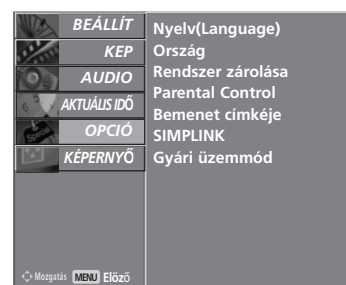 BEÁLLÍT
KEP
AUDIO
AKTUÁLIS IDŐ
OPCIÓ
KÉPERNYŐ
Nyelv(Language)
Ország
Rendszer zárolása
Parental Control
Bemenet címkéje
SIMPLINK
Gyári üzemmód
Mozgatás MENU Előző